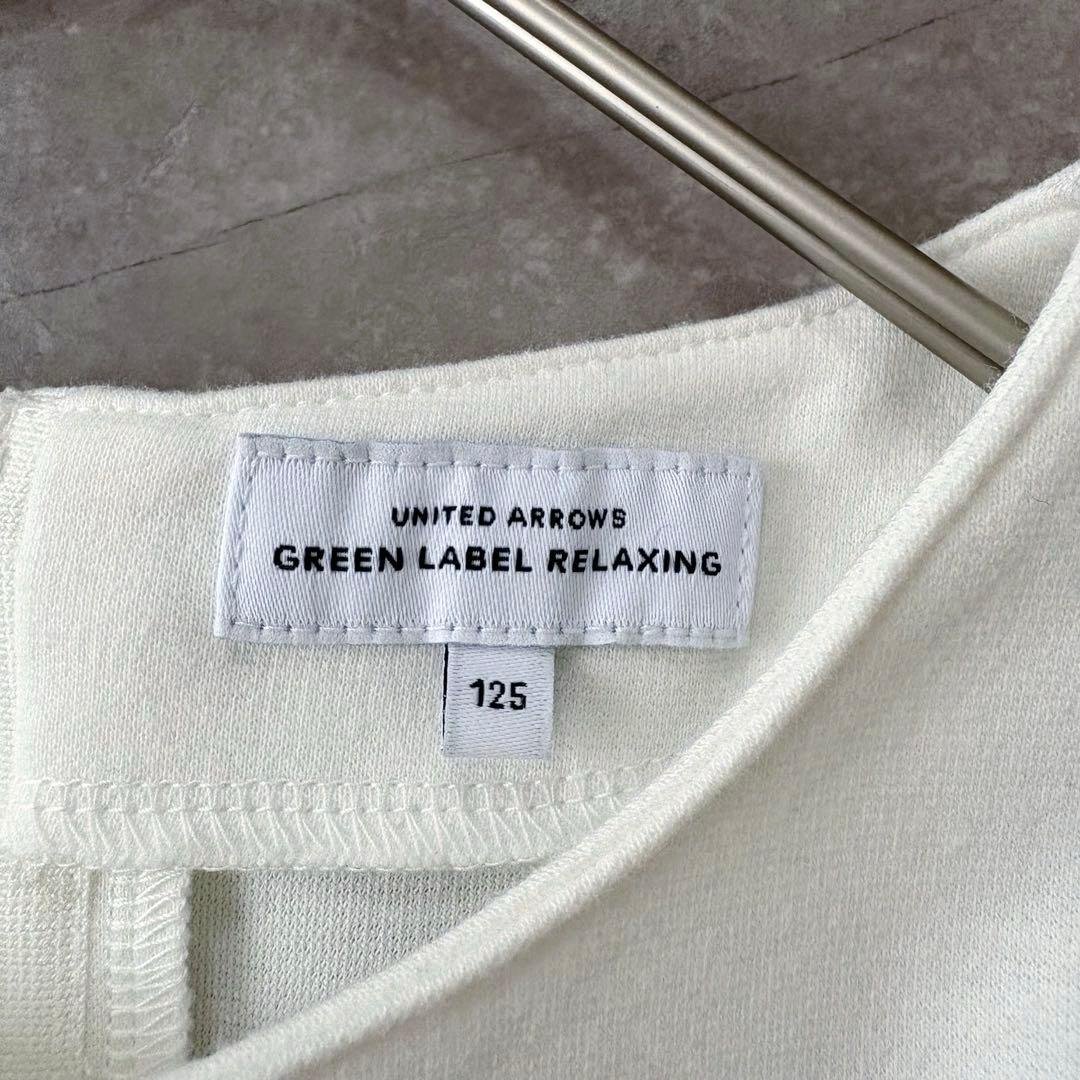 UNITED ARROWS
GREEN LABEL RELAXING
125